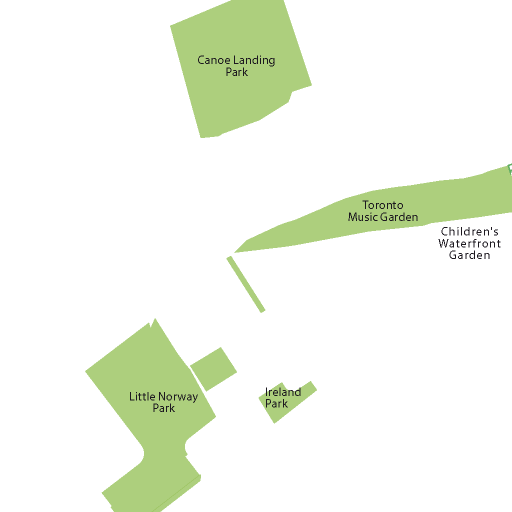 Canoe Landing
Park
Toronto
Music Garden
Children's
Waterfront
Garden
Ireland
Park
Little Norway
Park